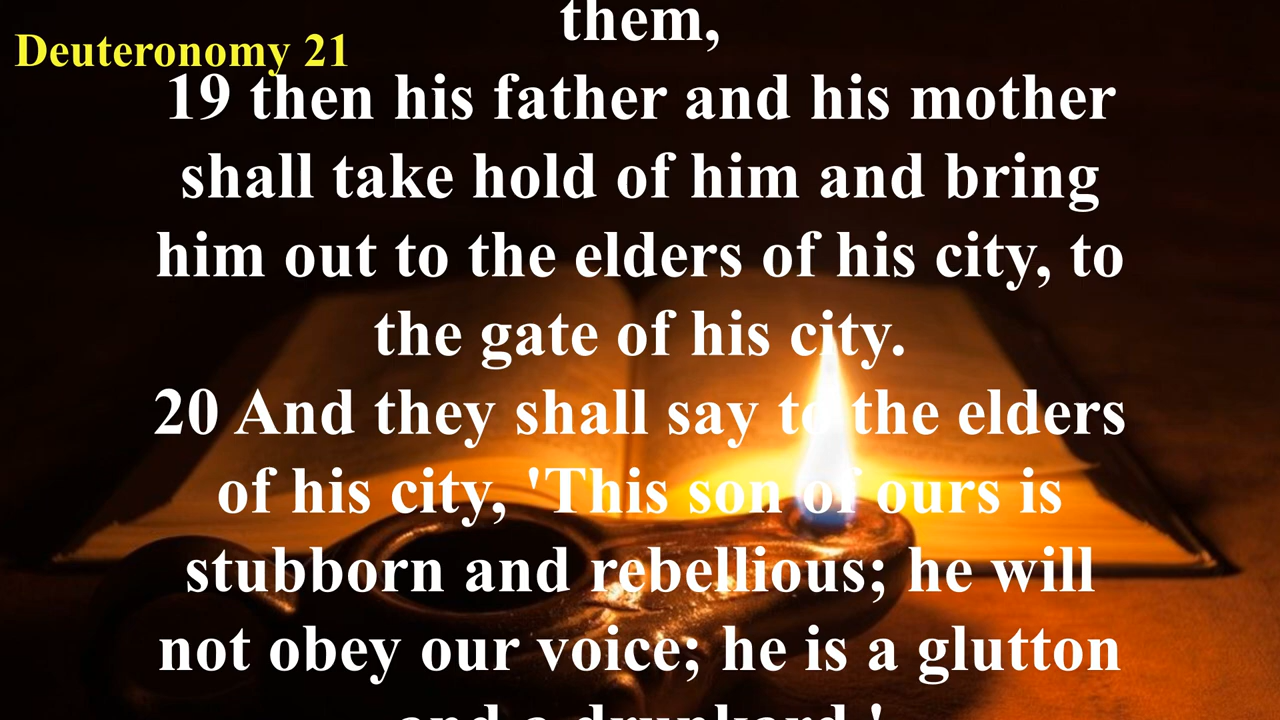 them,
Deuteronomy 21
19 then his father and his mother
shall take hold of him and bring
him out to the elders of his city, to
the gate of his city.
20 And they shall say to the elders
of his city, 'This son of ours is
stubborn and rebellious; he will
not obey our voice; he is a glutton
and a drunkard.'